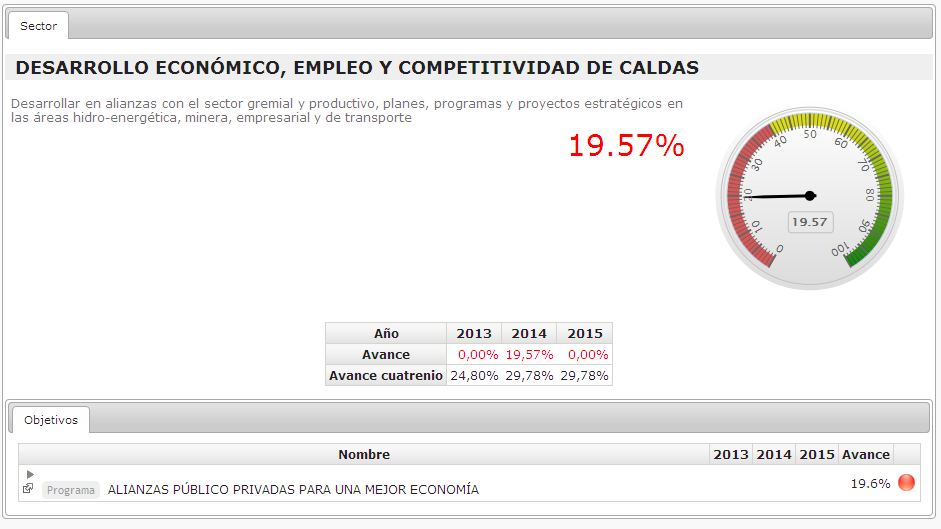 Sector
DESARROLLO ECONÓMICO, EMPLEO Y COMPETITIVIDAD DE CALDAS
Desarrollar en alianzas con el sector gremial y productivo, planes, programas y proyectos estratégicos en
las áreas hidro-energética, minera, empresarial y de transporte
19.57%
0
10
20
30
40
50
60
70
80
90
100
19.57
Año 2013 2014 2015
Avance 0,00% 19,57% 0,00%
Avance cuatrenio 24,80% 29,78% 29,78%
Objetivos
Nombre 2013 2014 2015 Avance
Programa ALIANZAS PÚBLICO PRIVADAS PARA UNA MEJOR ECONOMÍA 19.6%